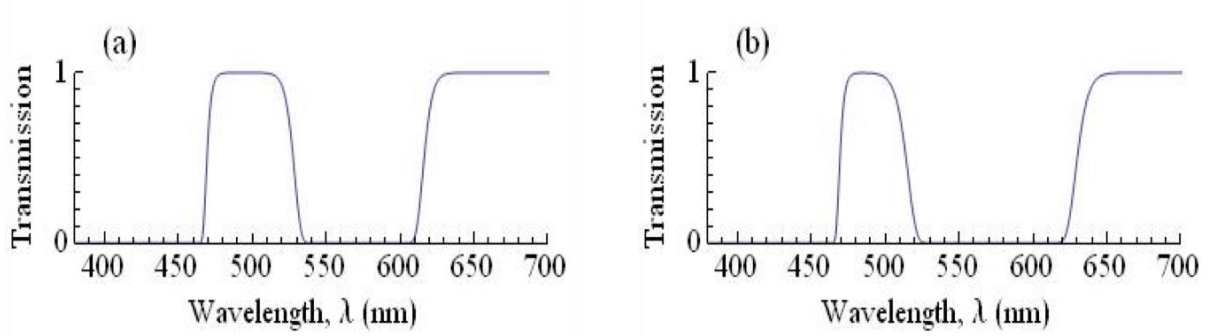 (a)
Transmission
1
0
400 450 500 550 600 650 700
Wavelength, λ (nm)
(b)
Transmission
1
0
400 450 500 550 600 650 700
Wavelength, λ (nm)